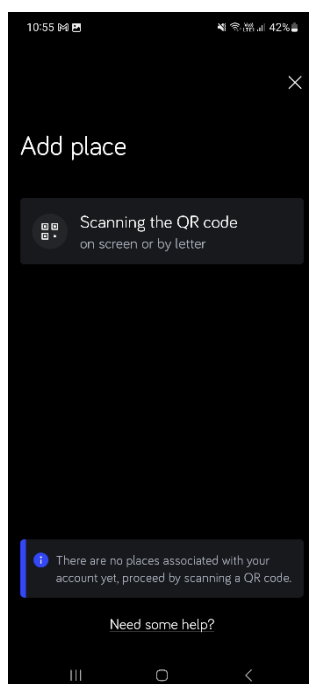 10:55
42%
Add place
Scanning the QR code
on screen or by letter
There are no places associated with your
account yet, proceed by scanning a QR code.
Need some help?